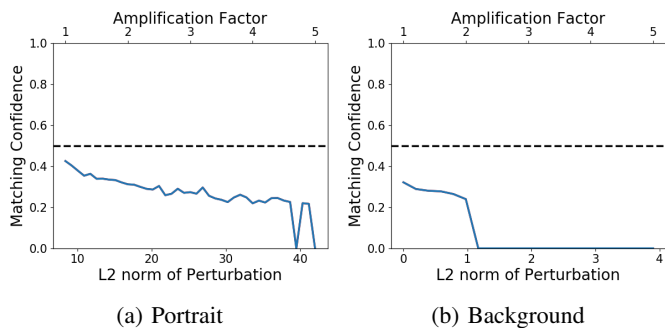 Amplification Factor
1 2 3 4 5
Matching Confidence
1.0
0.8
0.6
0.4
0.2
0.0
10 20 30 40
L2 norm of Perturbation
(a) Portrait
Amplification Factor
1 2 3 4 5
Matching Confidence
1.0
0.8
0.6
0.4
0.2
0.0
0 1 2 3 4
L2 norm of Perturbation
(b) Background